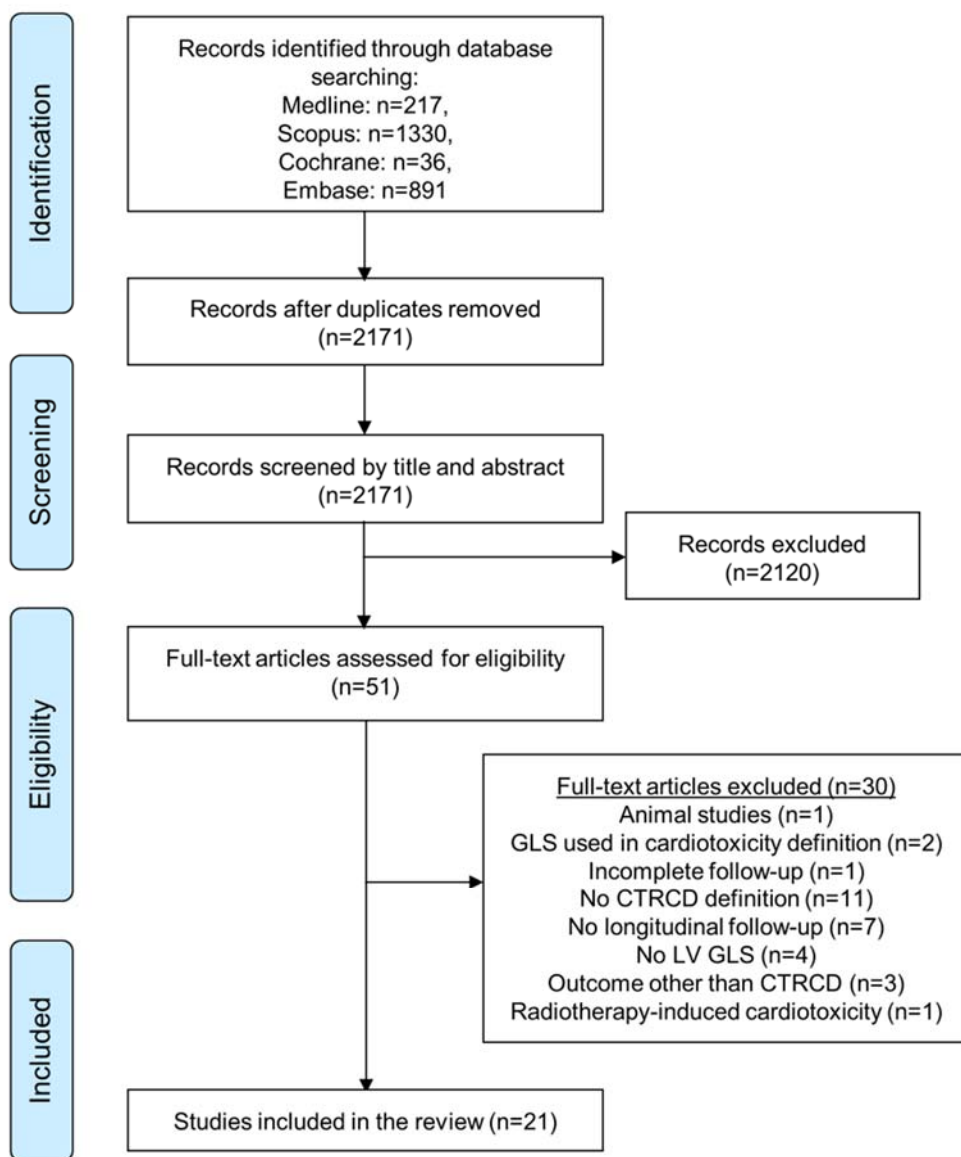 Identification
Records identified through database
searching:
Medline: n=217,
Scopus: n=1330,
Cochrane: n=36,
Embase: n=891
Records after duplicates removed
(n=2171)
Screening
Records screened by title and abstract
(n=2171)
Records excluded
(n=2120)
Eligibility
Full-text articles assessed for eligibility
(n=51)
Full-text articles excluded (n=30)
Animal studies (n=1)
GLS used in cardiotoxicity definition (n=2)
Incomplete follow-up (n=1)
No CTRCD definition (n=11)
No longitudinal follow-up (n=7)
No LV GLS (n=4)
Outcome other than CTRCD (n=3)
Radiotherapy-induced cardiotoxicity (n=1)
Included
Studies included in the review (n=21)